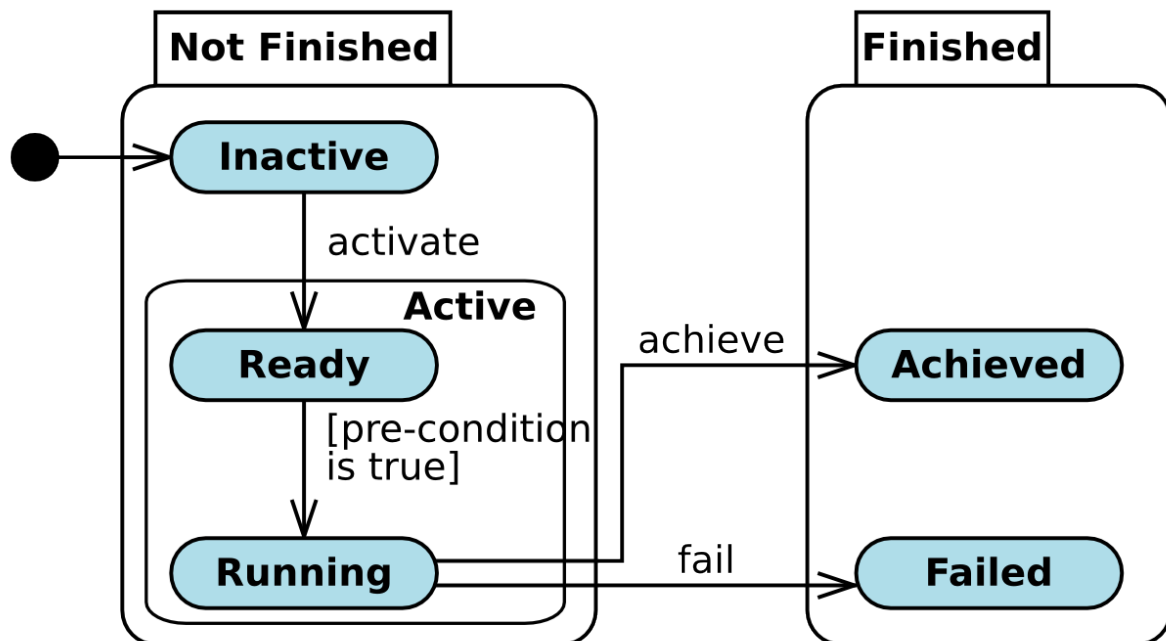 Not Finished
Finished
Inactive
activate
Active
Ready
achieve
Achieved
[pre-condition
is true]
Running
fail
Failed